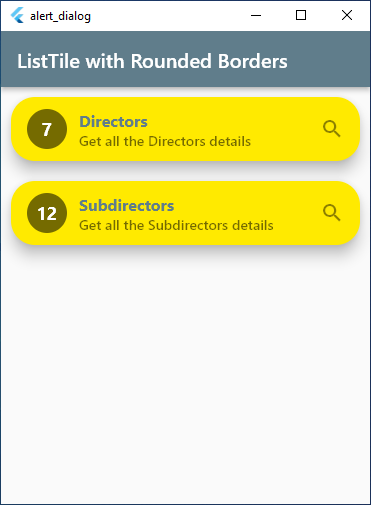 alert_dialog
ListTile with Rounded Borders
7
Directors
Get all the Directors details
12
Subdirectors
Get all the Subdirectors details